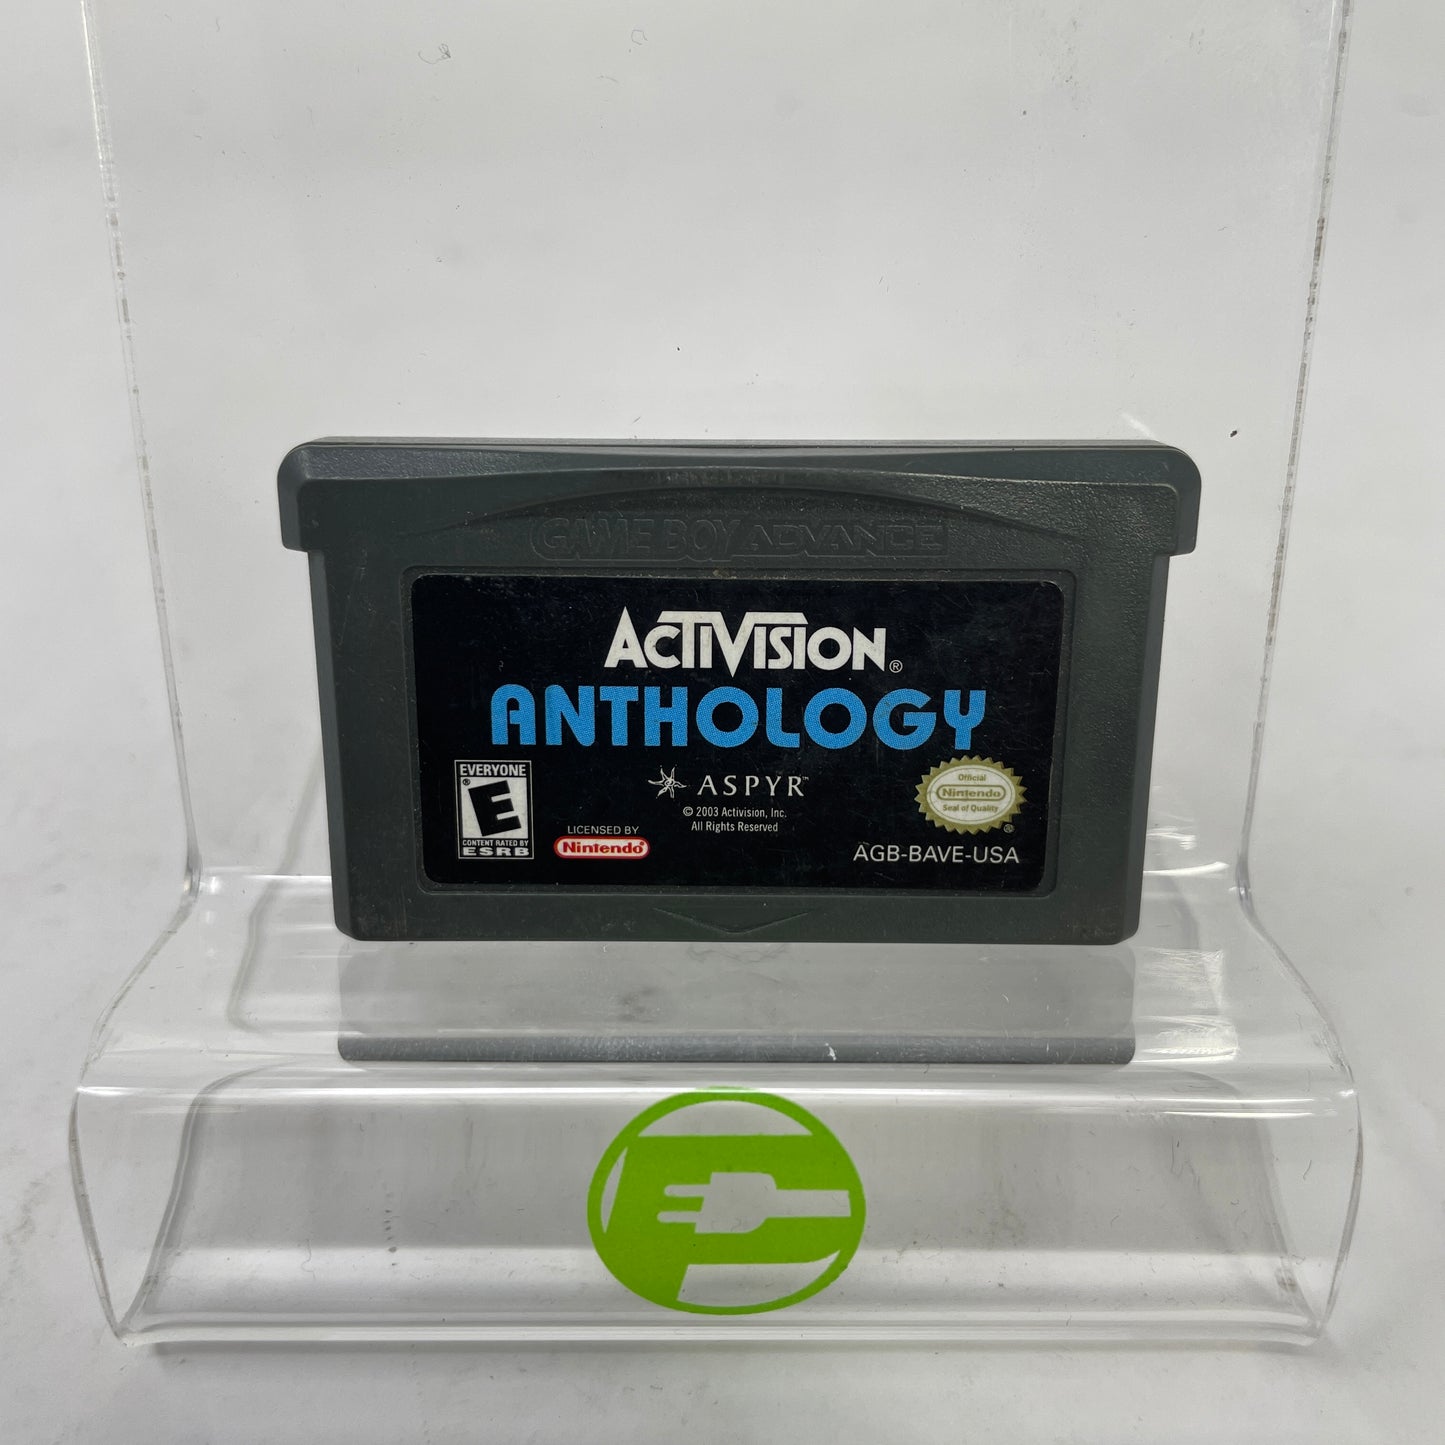 GAME BOY ADVANCE
ACTIVISION®
ANTHOLOGY
EVERYONE
®
E
CONTENT RATED BY
ESRB
LICENSED BY
Nintendo®
ASPYR™
© 2003 Activision, Inc.
All Rights Reserved
Official
Nintendo
Seal of Quality
®
AGB-BAVE-USA